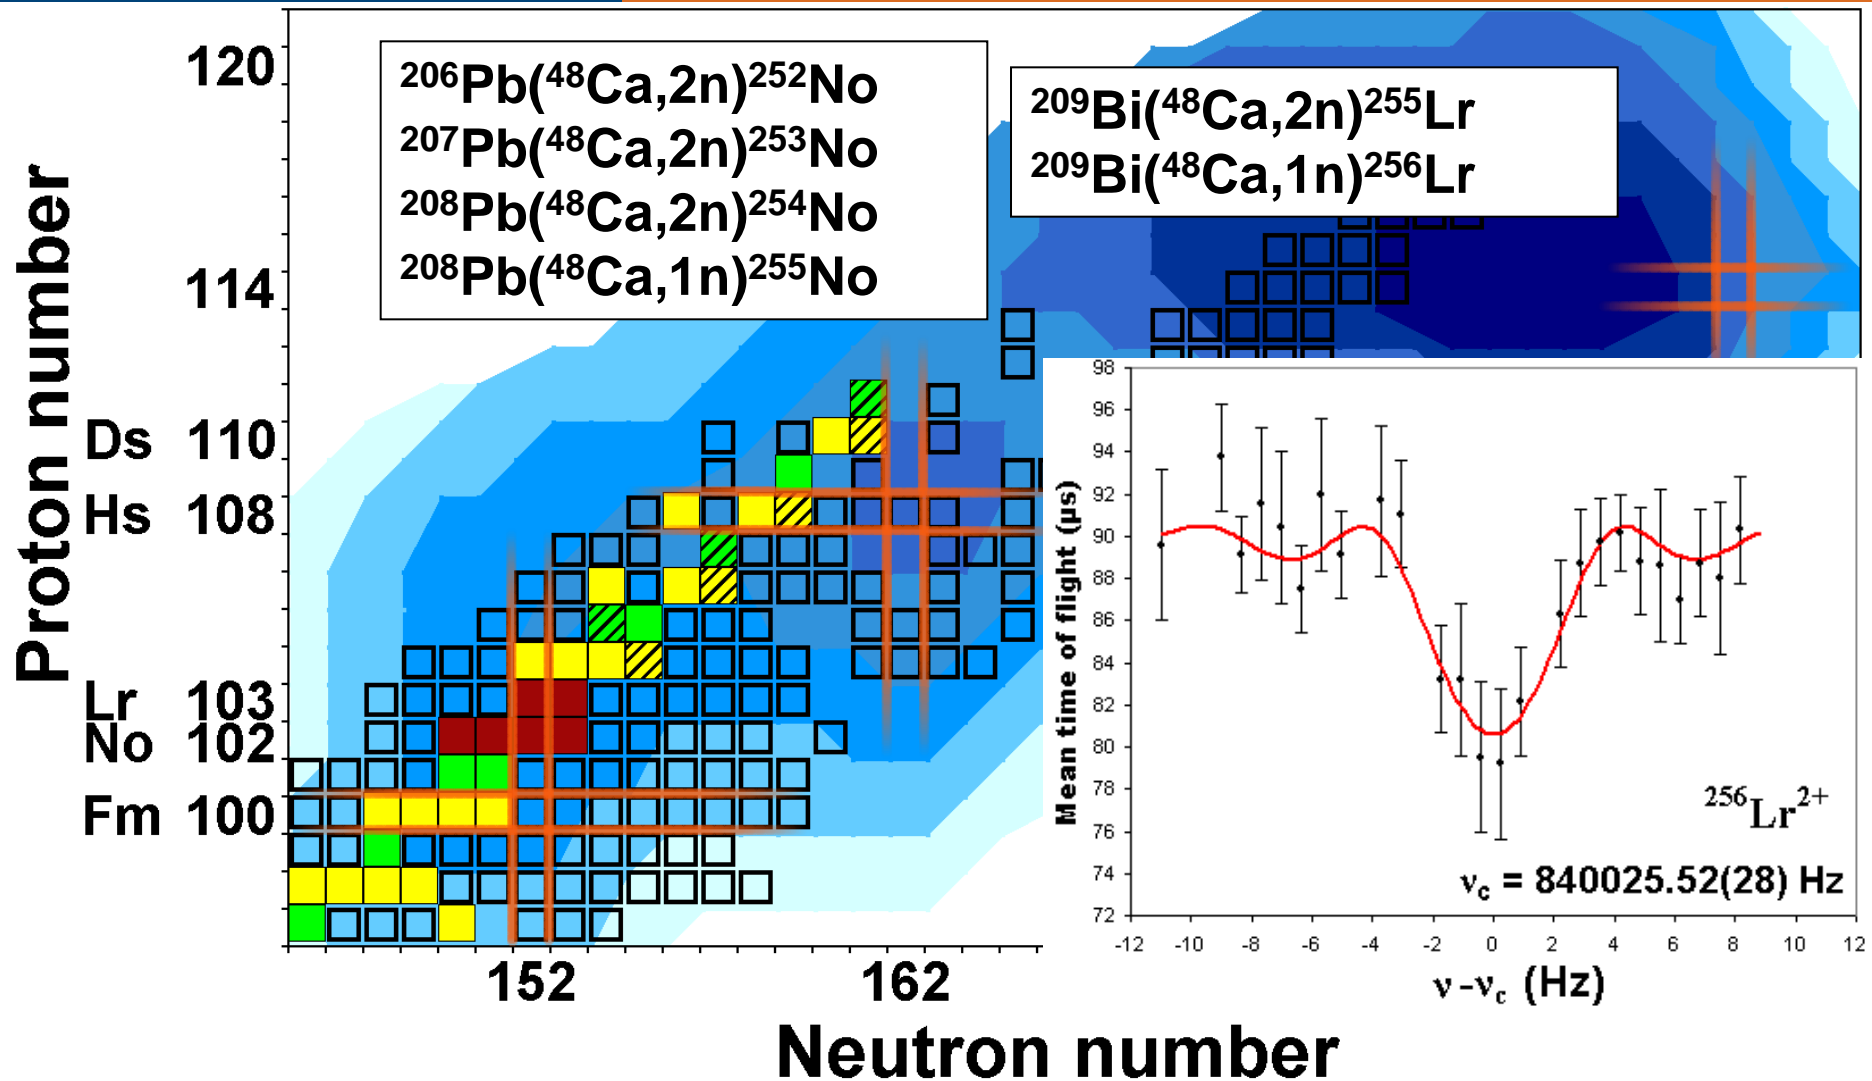 ²⁰⁶Pb(⁴⁸Ca,2n)²⁵²No
²⁰⁷Pb(⁴⁸Ca,2n)²⁵³No
²⁰⁸Pb(⁴⁸Ca,2n)²⁵⁴No
²⁰⁸Pb(⁴⁸Ca,1n)²⁵⁵No
²⁰⁹Bi(⁴⁸Ca,2n)²⁵⁵Lr
²⁰⁹Bi(⁴⁸Ca,1n)²⁵⁶Lr
Proton number
120
114
Ds 110
Hs 108
Lr 103
No 102
Fm 100
152 162
Neutron number
Mean time of flight (µs)
98
96
94
92
90
88
86
84
82
80
78
76
74
72
²⁵⁶Lr²⁺
νc = 840025.52(28) Hz
-12 -10 -8 -6 -4 -2 0 2 4 6 8 10 12
ν-νc (Hz)